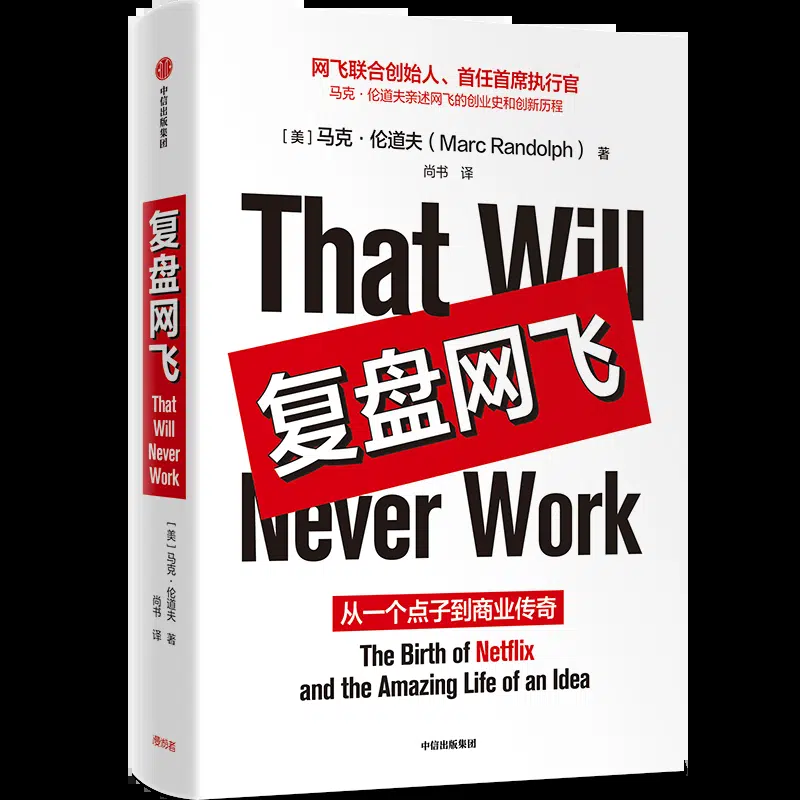 中信出版集团
复盘网飞
That
Will
Never
Work
[美]马克·伦道夫 著
尚书 译
漫游者
网飞联合创始人、首任首席执行官
马克·伦道夫亲述网飞的创业史和创新历程
[美]马克·伦道夫(Marc Randolph) 著
尚书 译
That Will
复盘网飞
Never Work
从一个点子到商业传奇
The Birth of Netflix
and the Amazing Life of an Idea
中信出版集团